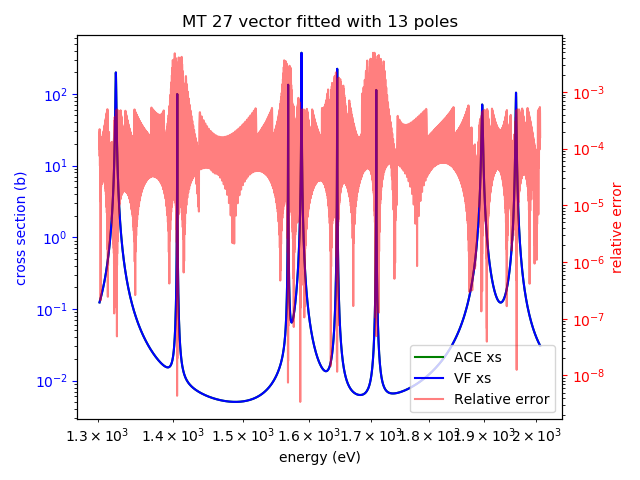 MT 27 vector fitted with 13 poles
cross section (b)
10²
10¹
10⁰
10⁻¹
10⁻²
10⁻³
10⁻⁴
10⁻⁵
10⁻⁶
10⁻⁷
10⁻⁸
relative error
ACE xs
VF xs
Relative error
1.3 × 10³ 1.4 × 10³ 1.5 × 10³ 1.6 × 10³ 1.7 × 10³ 1.8 × 10³ 1.9 × 10³ 2 × 10³
energy (eV)